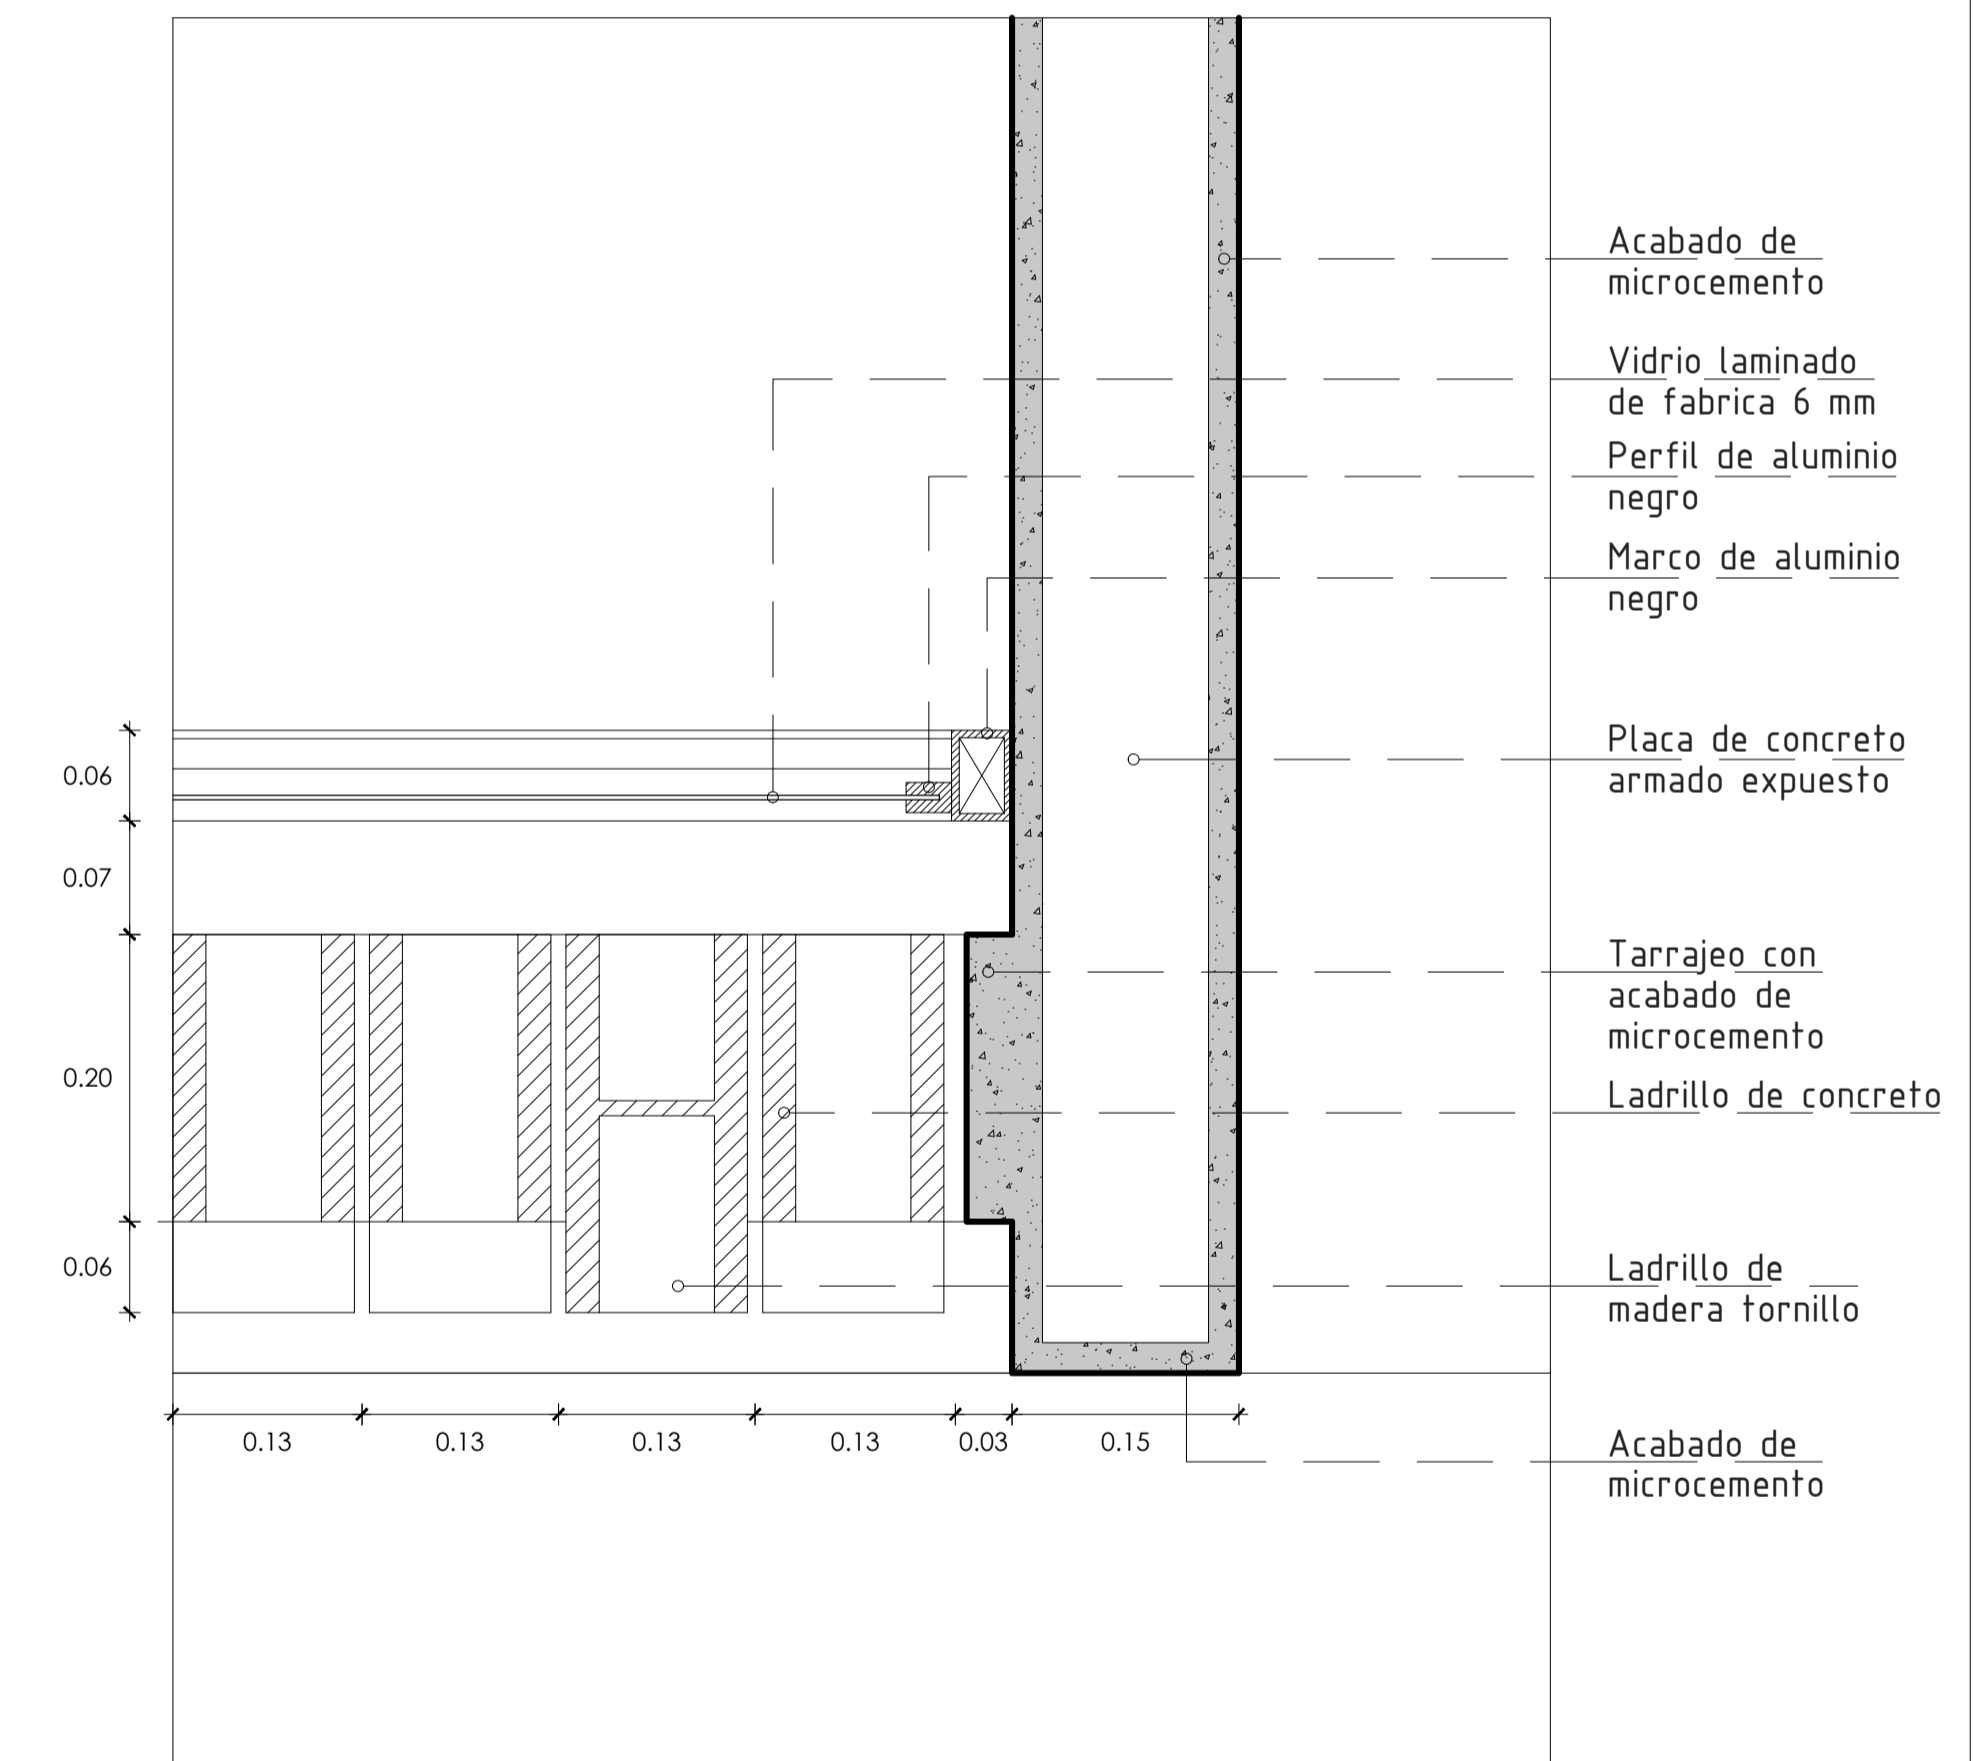 Acabado de
microcemento
Vidrio laminado
de fabrica 6 mm
Perfil de aluminio
negro
Marco de aluminio
negro
Placa de concreto
armado expuesto
Tarrajeo con
acabado de
microcemento
Ladrillo de concreto
Ladrillo de
madera tornillo
Acabado de
microcemento
0.06
0.07
0.20
0.06
0.13 0.13 0.13 0.13 0.03 0.15